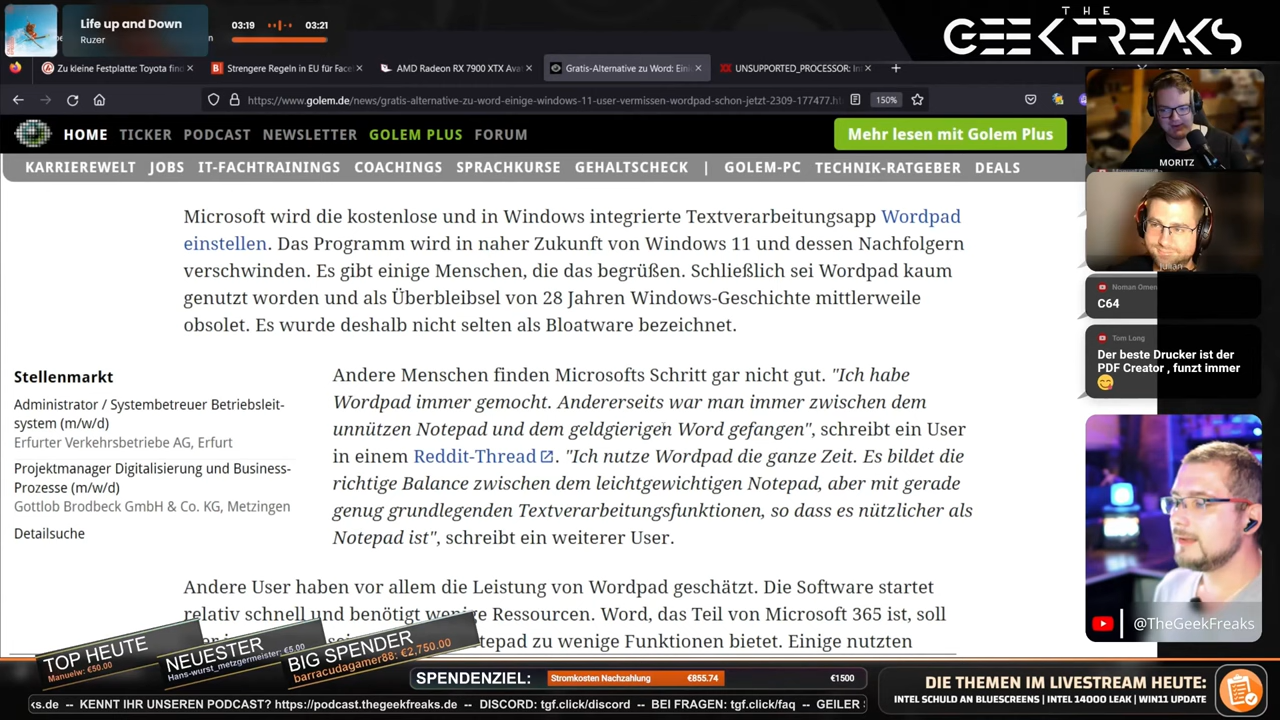 Life up and Down
Ruzer
03:19
03:21
THE
GEEKFREAKS
Zu kleine Festplatte: Toyota fin
Strengere Regeln in EU für Face
AMD Radeon RX 7900 XTX Ava
Gratis-Alternative zu Word: Eini
UNSUPPORTED_PROCESSOR: In
https://www.golem.de/news/gratis-alternative-zu-word-einige-windows-11-user-vermissen-wordpad-schon-jetzt-2309-177477.h
150%
HOME TICKER PODCAST NEWSLETTER GOLEM PLUS FORUM
Mehr lesen mit Golem Plus
KARRIEREWELT JOBS IT-FACHTRAININGS COACHINGS SPRACHKURSE GEHALTSCHECK | GOLEM-PC TECHNIK-RATGEBER DEALS
MORITZ
Microsoft wird die kostenlose und in Windows integrierte Textverarbeitungsapp Wordpad
einstellen. Das Programm wird in naher Zukunft von Windows 11 und dessen Nachfolgern
verschwinden. Es gibt einige Menschen, die das begrüßen. Schließlich sei Wordpad kaum
genutzt worden und als Überbleibsel von 28 Jahren Windows-Geschichte mittlerweile
obsolet. Es wurde deshalb nicht selten als Bloatware bezeichnet.
Julian
Noman Omen
C64
Tom Long
Der beste Drucker ist der
PDF Creator , funzt immer
😋
Stellenmarkt
Administrator / Systembetreuer Betriebsleit-
system (m/w/d)
Erfurter Verkehrsbetriebe AG, Erfurt
Projektmanager Digitalisierung und Business-
Prozesse (m/w/d)
Gottlob Brodbeck GmbH & Co. KG, Metzingen
Detailsuche
Andere Menschen finden Microsofts Schritt gar nicht gut. "Ich habe
Wordpad immer gemocht. Andererseits war man immer zwischen dem
unnützen Notepad und dem geldgierigen Word gefangen", schreibt ein User
in einem Reddit-Thread. "Ich nutze Wordpad die ganze Zeit. Es bildet die
richtige Balance zwischen dem leichtgewichtigen Notepad, aber mit gerade
genug grundlegenden Textverarbeitungsfunktionen, so dass es nützlicher als
Notepad ist", schreibt ein weiterer User.
Andere User haben vor allem die Leistung von Wordpad geschätzt. Die Software startet
relativ schnell und benötigt wenige Ressourcen. Word, das Teil von Microsoft 365 ist, soll
tepad zu wenige Funktionen bietet. Einige nutzten
@TheGeekFreaks
TOP HEUTE
Manuelw: €50.00
NEUESTER
Hans-wurst_metzgermeister: €5.00
BIG SPENDER
barracudagamer88: €2,750.00
SPENDENZIEL:
Stromkosten Nachzahlung
€855.74
€1500
DIE THEMEN IM LIVESTREAM HEUTE:
INTEL SCHULD AN BLUESCREENS | INTEL 14000 LEAK | WIN11 UPDATE
ks.de -- KENNT IHR UNSEREN PODCAST? https://podcast.thegeekfreaks.de -- DISCORD: tgf.click/discord -- BEI FRAGEN: tgf.click/faq -- GEILER S